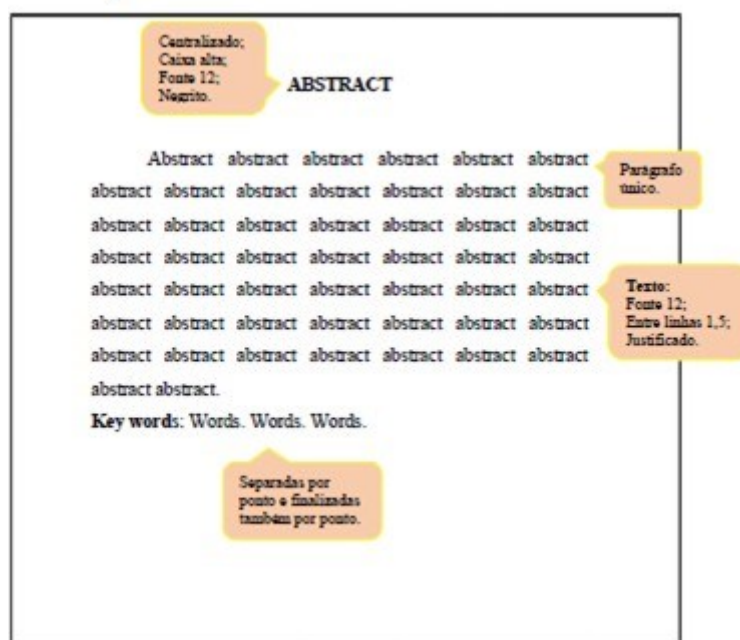 Centralizado;
Caixa alta;
Fonte 12;
Negrito.
ABSTRACT
Abstract abstract abstract abstract abstract abstract
abstract abstract abstract abstract abstract abstract abstract
abstract abstract abstract abstract abstract abstract abstract
abstract abstract abstract abstract abstract abstract abstract
abstract abstract abstract abstract abstract abstract abstract
abstract abstract abstract abstract abstract abstract abstract
abstract abstract abstract abstract abstract abstract abstract
abstract abstract.
Parágrafo
único.
Texto:
Fonte 12;
Entre linhas 1,5;
Justificado.
Key words: Words. Words. Words.
Separadas por
ponto e finalizadas
também por ponto.